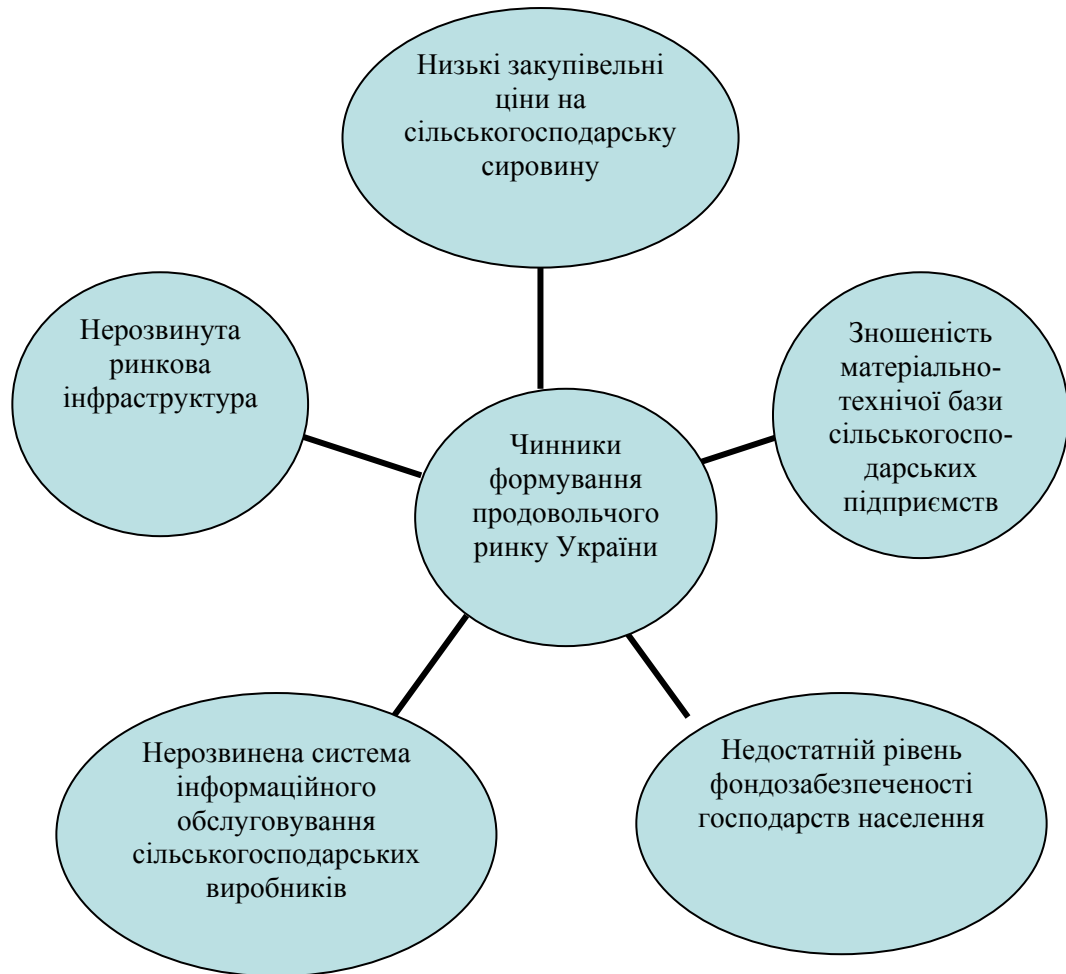 Низькі закупівельні
ціни на
сільськогосподарську
сировину
Нерозвинута
ринкова
інфраструктура
Зношеність
матеріально-
технічої бази
сільськогоспо-
дарських
підприємств
Чинники
формування
продовольчого
ринку України
Нерозвинена система
інформаційного
обслуговування
сільськогосподарських
виробників
Недостатній рівень
фондозабезпеченості
господарств населення